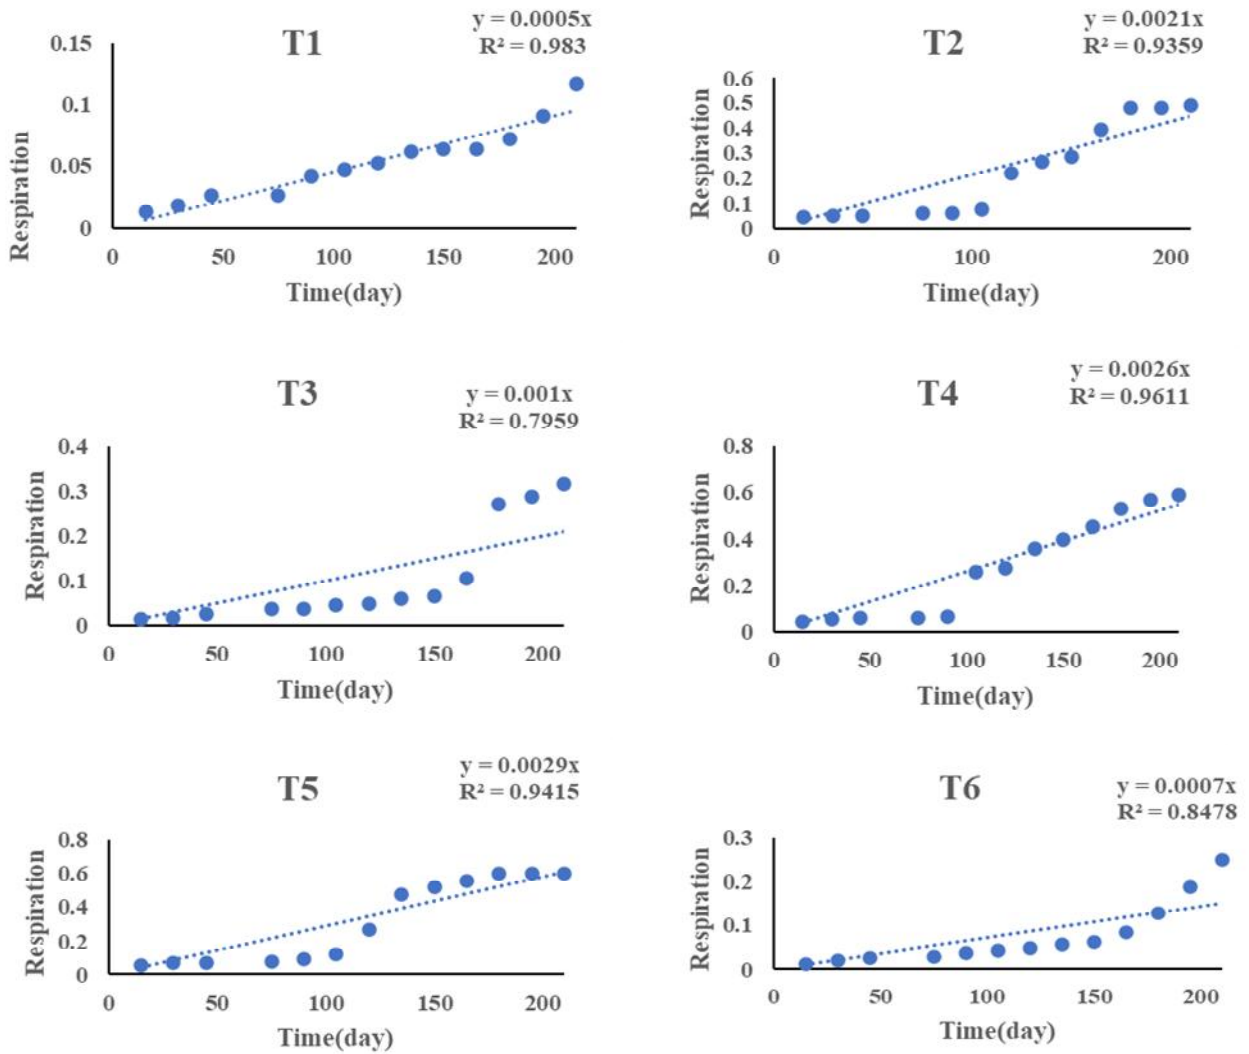 T1
y = 0.0005x
R² = 0.983
0.15
0.1
0.05
0
Respiration
0 50 100 150 200
Time(day)
T2
y = 0.0021x
R² = 0.9359
0.6
0.5
0.4
0.3
0.2
0.1
0
Respiration
0 100 200
Time(day)
T3
y = 0.001x
R² = 0.7959
0.4
0.3
0.2
0.1
0
Respiration
0 50 100 150 200
Time(day)
T4
y = 0.0026x
R² = 0.9611
0.8
0.6
0.4
0.2
0
Respiration
0 50 100 150 200
Time(day)
T5
y = 0.0029x
R² = 0.9415
0.8
0.6
0.4
0.2
0
Respiration
0 50 100 150 200
Time(day)
T6
y = 0.0007x
R² = 0.8478
0.3
0.2
0.1
0
Respiration
0 50 100 150 200
Time(day)